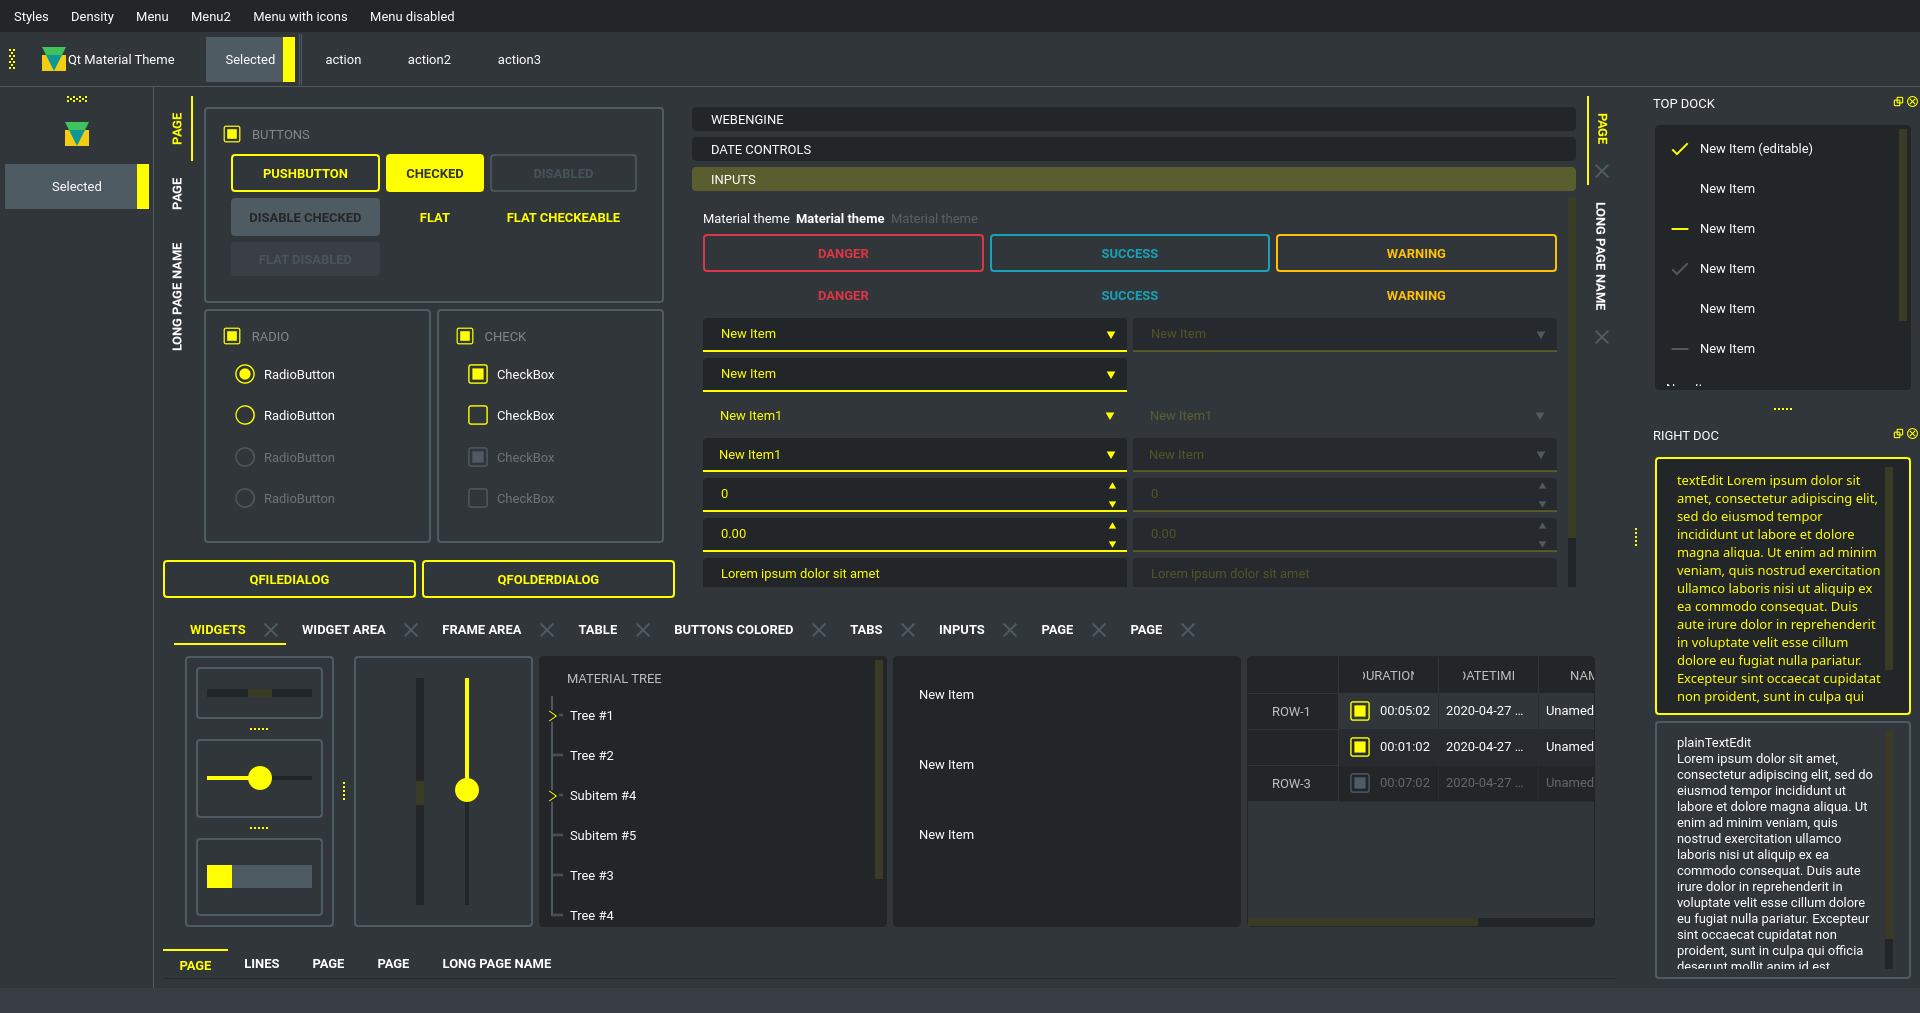 Styles Density Menu Menu2 Menu with icons Menu disabled
Qt Material Theme Selected action action2 action3
Selected
PAGE
PAGE
LONG PAGE NAME
BUTTONS
PUSHBUTTON CHECKED DISABLED
DISABLE CHECKED FLAT FLAT CHECKEABLE
FLAT DISABLED
RADIO
RadioButton
RadioButton
RadioButton
RadioButton
CHECK
CheckBox
CheckBox
CheckBox
CheckBox
QFILEDIALOG QFOLDERDIALOG
WEBENGINE
DATE CONTROLS
INPUTS
Material theme Material theme Material theme
DANGER SUCCESS WARNING
DANGER SUCCESS WARNING
New Item New Item
New Item
New Item1 New Item1
New Item1 New Item
0 0
0.00 0.00
Lorem ipsum dolor sit amet Lorem ipsum dolor sit amet
PAGE
LONG PAGE NAME
WIDGETS WIDGET AREA FRAME AREA TABLE BUTTONS COLORED TABS INPUTS PAGE PAGE
MATERIAL TREE
Tree #1
Tree #2
Subitem #4
Subitem #5
Tree #3
Tree #4
New Item
New Item
New Item
URATION ATETIMI NAM
ROW-1 00:05:02 2020-04-27 ... Unamed
00:01:02 2020-04-27 ... Unamed
ROW-3 00:07:02 2020-04-27 ... Unamed
PAGE LINES PAGE PAGE LONG PAGE NAME
TOP DOCK
New Item (editable)
New Item
New Item
New Item
New Item
New Item
RIGHT DOC
textEdit Lorem ipsum dolor sit
amet, consectetur adipiscing elit,
sed do eiusmod tempor
incididunt ut labore et dolore
magna aliqua. Ut enim ad minim
veniam, quis nostrud exercitation
ullamco laboris nisi ut aliquip ex
ea commodo consequat. Duis
aute irure dolor in reprehenderit
in voluptate velit esse cillum
dolore eu fugiat nulla pariatur.
Excepteur sint occaecat cupidatat
non proident, sunt in culpa qui
plainTextEdit
Lorem ipsum dolor sit amet,
consectetur adipiscing elit, sed do
eiusmod tempor incididunt ut
labore et dolore magna aliqua. Ut
enim ad minim veniam, quis
nostrud exercitation ullamco
laboris nisi ut aliquip ex ea
commodo consequat. Duis aute
irure dolor in reprehenderit in
voluptate velit esse cillum dolore
eu fugiat nulla pariatur. Excepteur
sint occaecat cupidatat non
proident, sunt in culpa qui officia
deserunt mollit anim id est